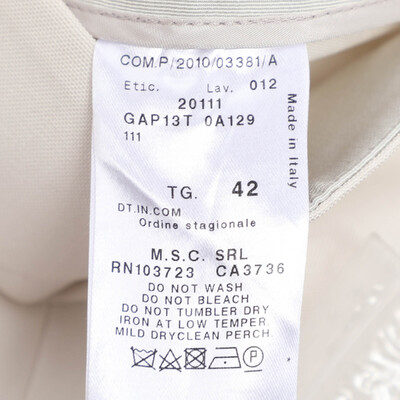 COM.P/2010/03381/A
Etic. Lav. 012
20111
GAP13T 0A129
111
Made in Italy
TG. 42
DT.IN.COM
Ordine stagionale
M.S.C. SRL
RN103723 CA3736
DO NOT WASH
DO NOT BLEACH
DO NOT TUMBLER DRY
IRON AT LOW TEMPER.
MILD DRYCLEAN PERCH.
P